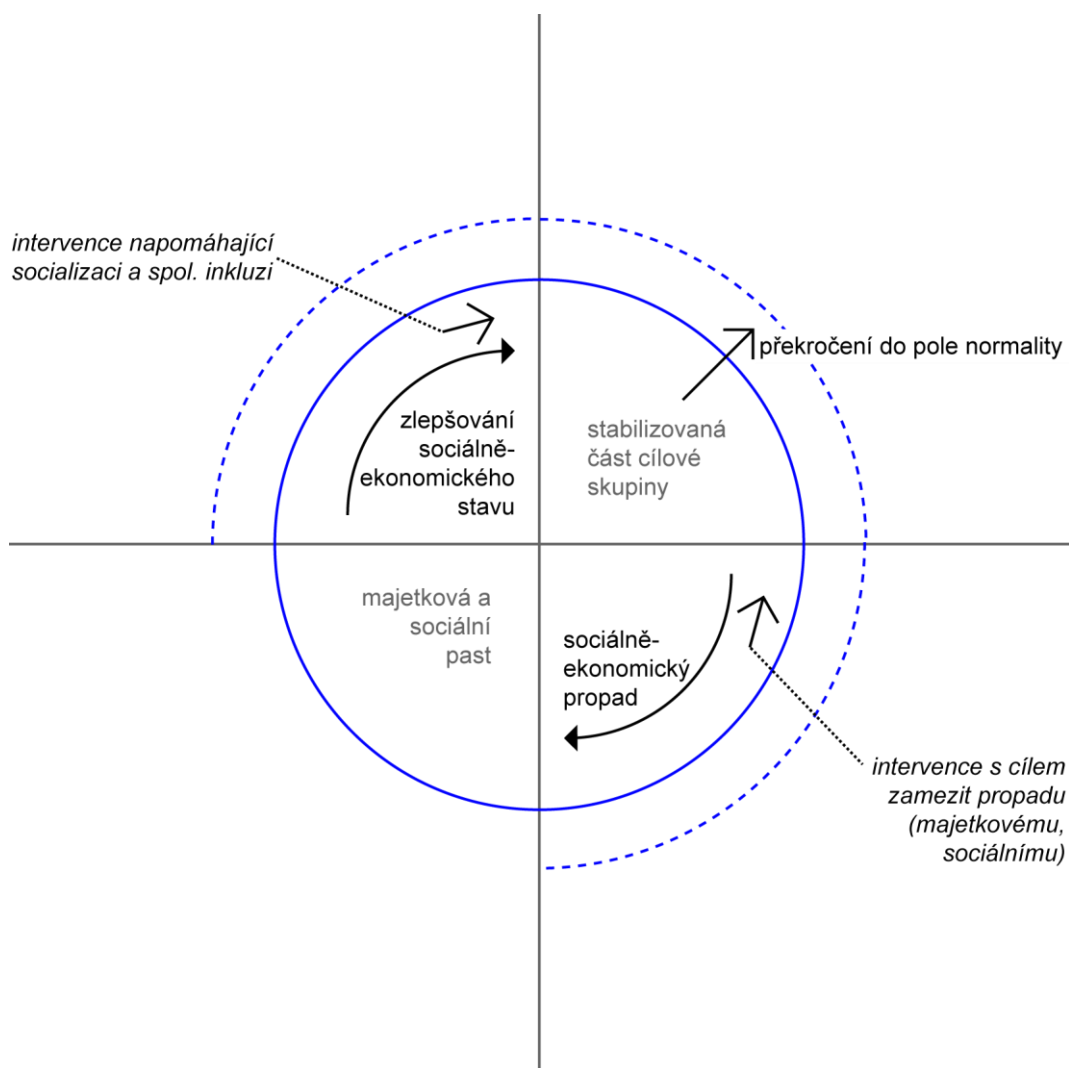 intervence napomáhající
socializaci a spol. inkluzi
překročení do pole normality
zlepšování
sociálně-
ekonomického
stavu
stabilizovaná
část cílové
skupiny
majetková a
sociální
past
sociálně-
ekonomický
propad
intervence s cílem
zamezit propadu
(majetkovému,
sociálnímu)